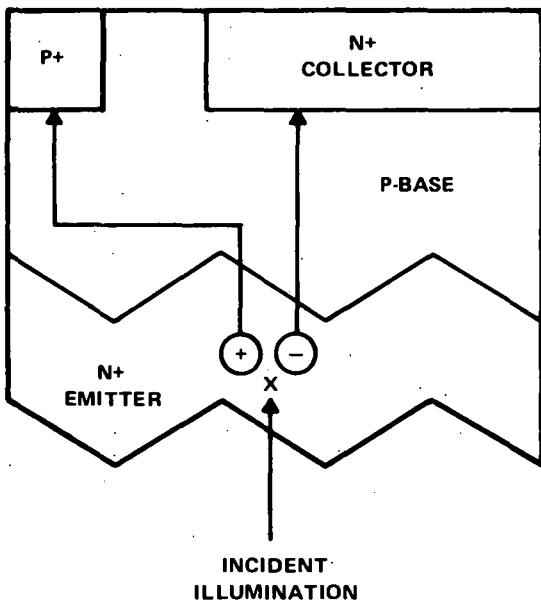 P+
N+
COLLECTOR
P-BASE
+
−
X
N+
EMITTER
INCIDENT
ILLUMINATION